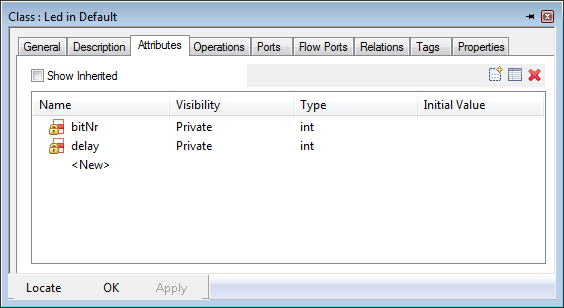 Class : Led in Default
General Description Attributes Operations Ports Flow Ports Relations Tags Properties
Show Inherited
Name Visibility Type Initial Value
bitNr Private int
delay Private int
<New>
Locate OK Apply